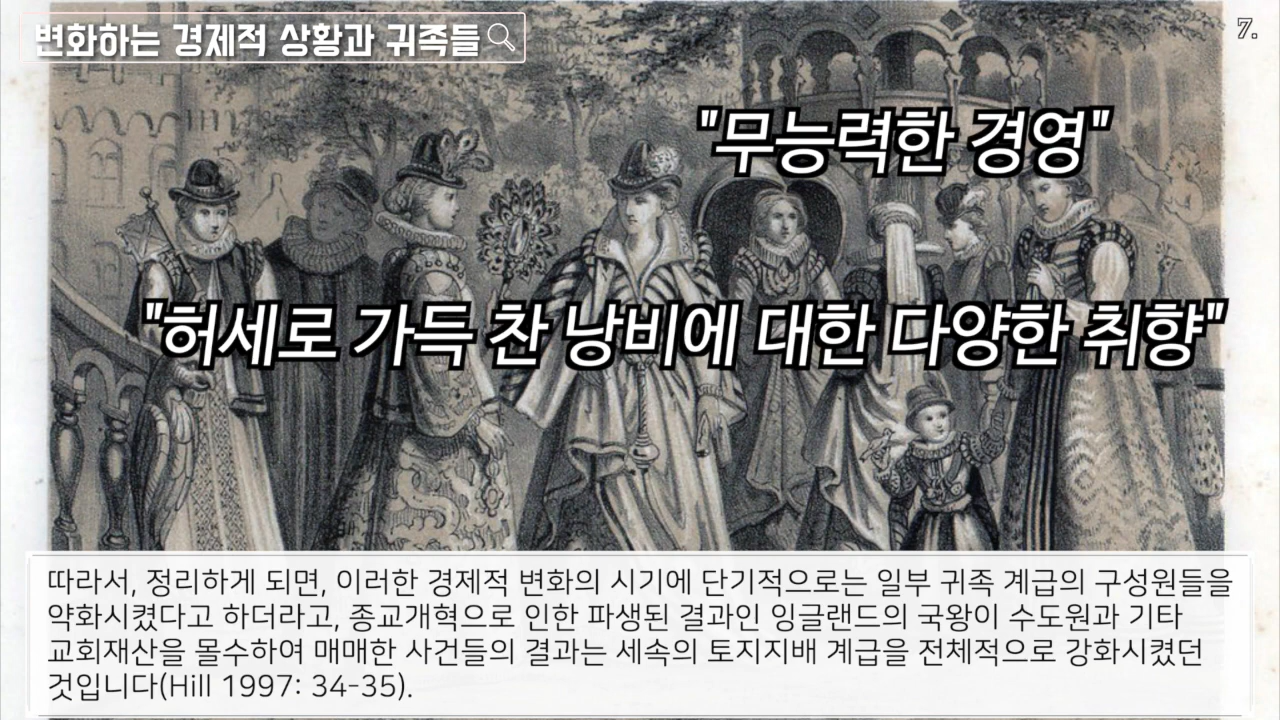 변화하는 경제적 상황과 귀족들
7.
"무능력한 경영"
"허세로 가득 찬 낭비에 대한 다양한 취향"
따라서, 정리하게 되면, 이러한 경제적 변화의 시기에 단기적으로는 일부 귀족 계급의 구성원들을
약화시켰다고 하더라고, 종교개혁으로 인한 파생된 결과인 잉글랜드의 국왕이 수도원과 기타
교회재산을 몰수하여 매매한 사건들의 결과는 세속의 토지지배 계급을 전체적으로 강화시켰던
것입니다(Hill 1997: 34-35).